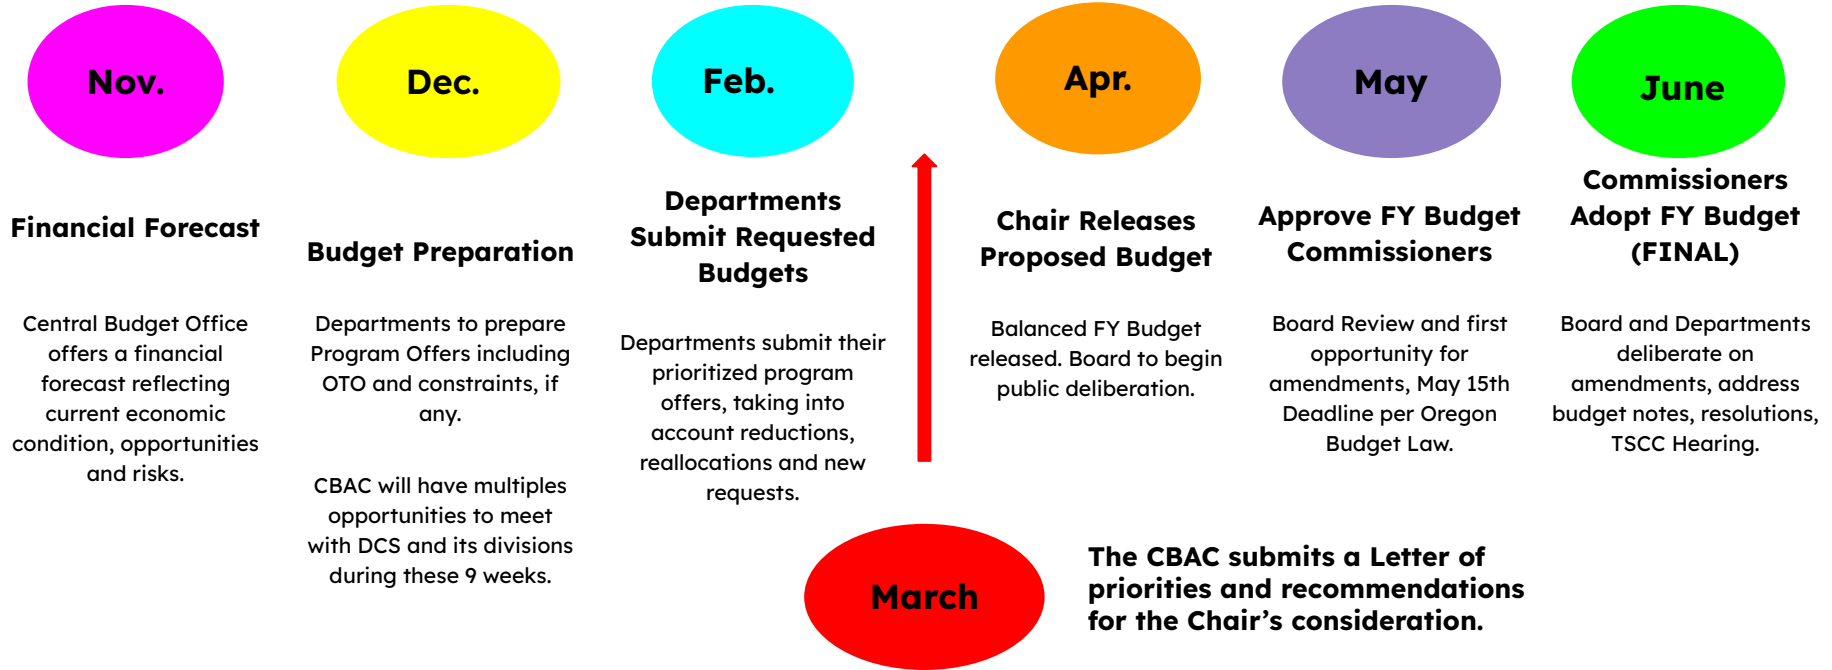 Nov.
Financial Forecast
Central Budget Office
offers a financial
forecast reflecting
current economic
condition, opportunities
and risks.
Dec.
Budget Preparation
Departments to prepare
Program Offers including
OTO and constraints, if
any.
CBAC will have multiples
opportunities to meet
with DCS and its divisions
during these 9 weeks.
Feb.
Departments
Submit Requested
Budgets
Departments submit their
prioritized program
offers, taking into
account reductions,
reallocations and new
requests.
March
The CBAC submits a Letter of
priorities and recommendations
for the Chair’s consideration.
Apr.
Chair Releases
Proposed Budget
Balanced FY Budget
released. Board to begin
public deliberation.
May
Approve FY Budget
Commissioners
Board Review and first
opportunity for
amendments, May 15th
Deadline per Oregon
Budget Law.
June
Commissioners
Adopt FY Budget
(FINAL)
Board and Departments
deliberate on
amendments, address
budget notes, resolutions,
TSCC Hearing.